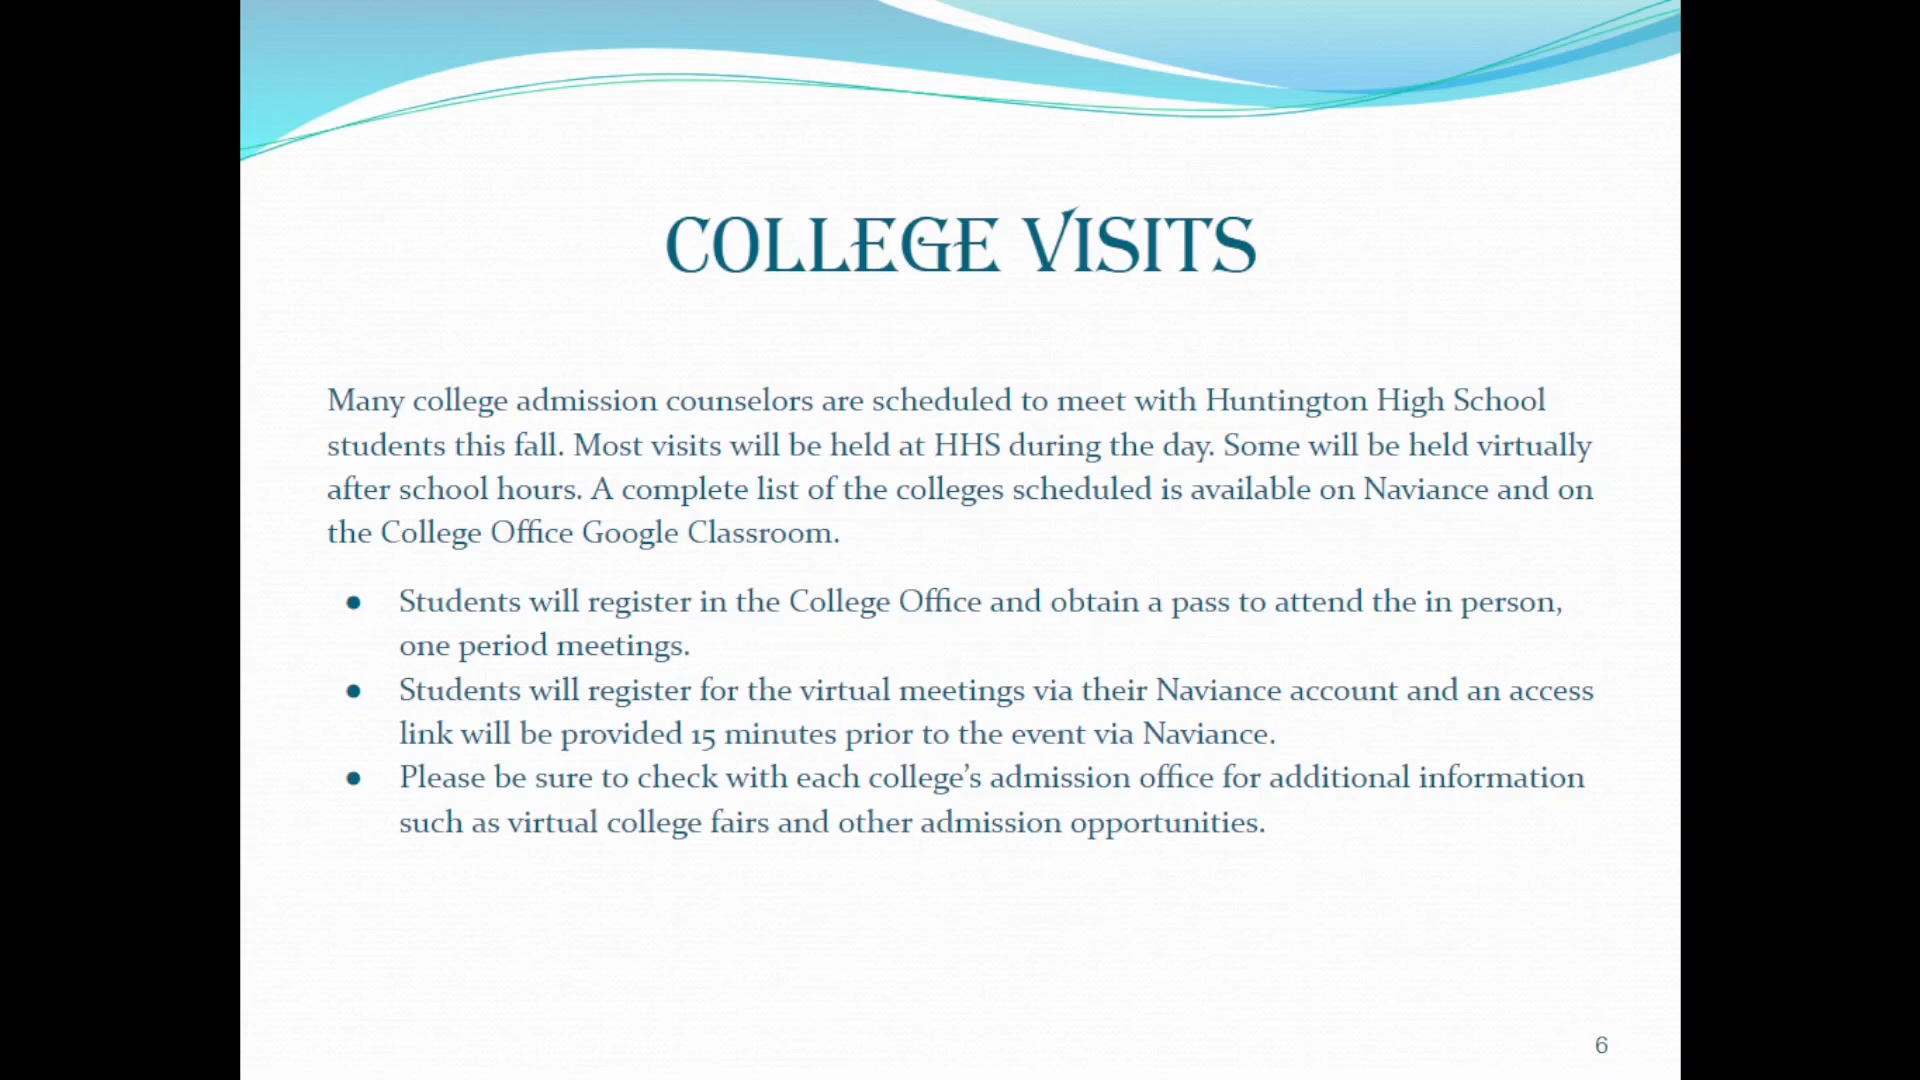 COLLEGE VISITS
Many college admission counselors are scheduled to meet with Huntington High School
students this fall. Most visits will be held at HHS during the day. Some will be held virtually
after school hours. A complete list of the colleges scheduled is available on Naviance and on
the College Office Google Classroom.
● Students will register in the College Office and obtain a pass to attend the in person,
one period meetings.
● Students will register for the virtual meetings via their Naviance account and an access
link will be provided 15 minutes prior to the event via Naviance.
● Please be sure to check with each college’s admission office for additional information
such as virtual college fairs and other admission opportunities.
6